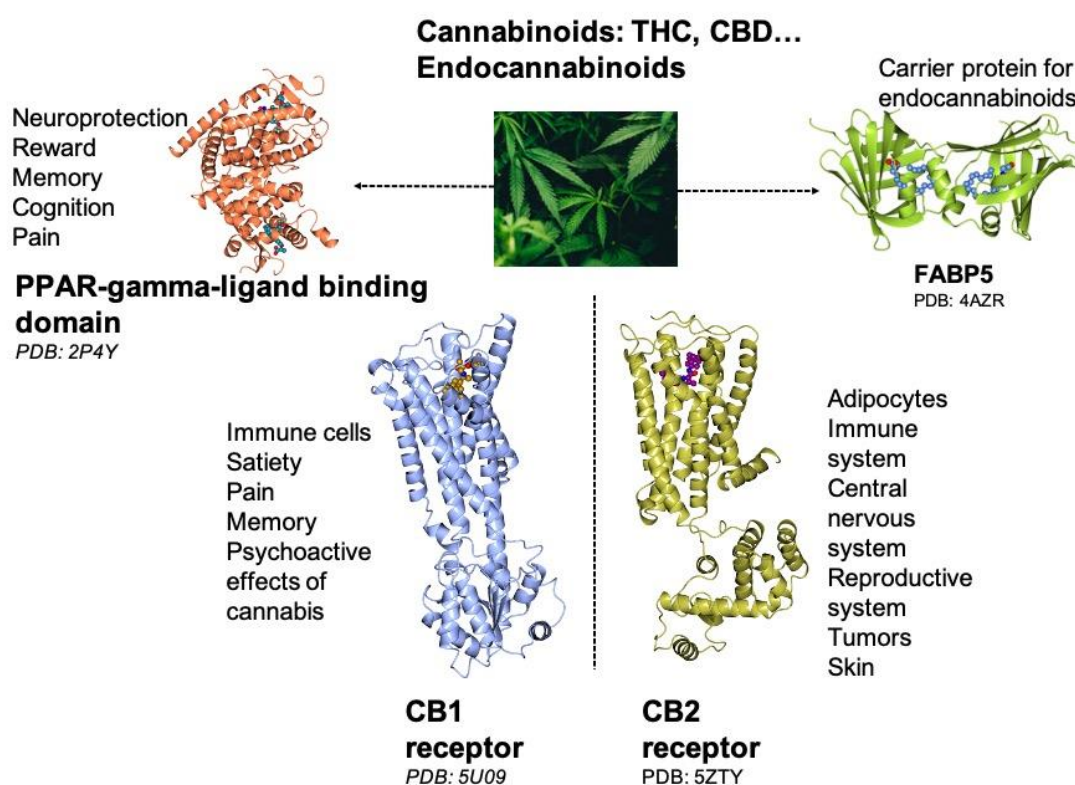 Cannabinoids: THC, CBD…
Endocannabinoids
Neuroprotection
Reward
Memory
Cognition
Pain
PPAR-gamma-ligand binding
domain
PDB: 2P4Y
Carrier protein for
endocannabinoids
FABP5
PDB: 4AZR
Immune cells
Satiety
Pain
Memory
Psychoactive
effects of
cannabis
CB1
receptor
PDB: 5U09
Adipocytes
Immune
system
Central
nervous
system
Reproductive
system
Tumors
Skin
CB2
receptor
PDB: 5ZTY